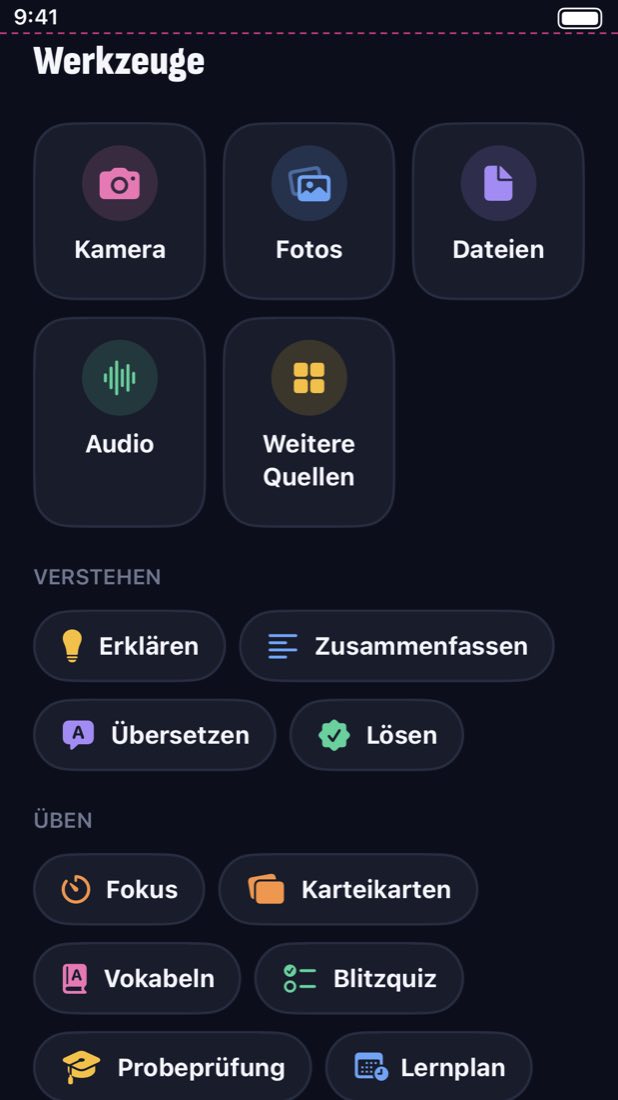 9:41
Werkzeuge
Kamera
Fotos
Dateien
Audio
Weitere
Quellen
VERSTEHEN
Erklären
Zusammenfassen
Übersetzen
Lösen
ÜBEN
Fokus
Karteikarten
Vokabeln
Blitzquiz
Probeprüfung
Lernplan